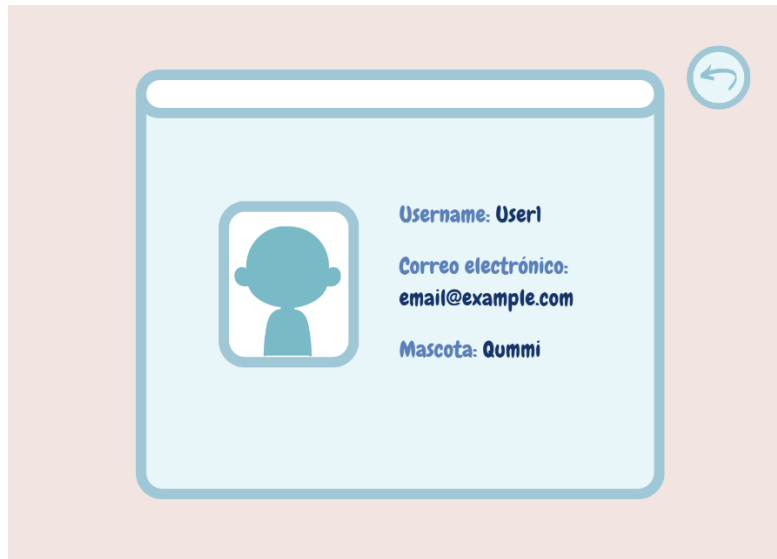 Username: User1
Correo electrónico:
email@example.com
Mascota: Qummi